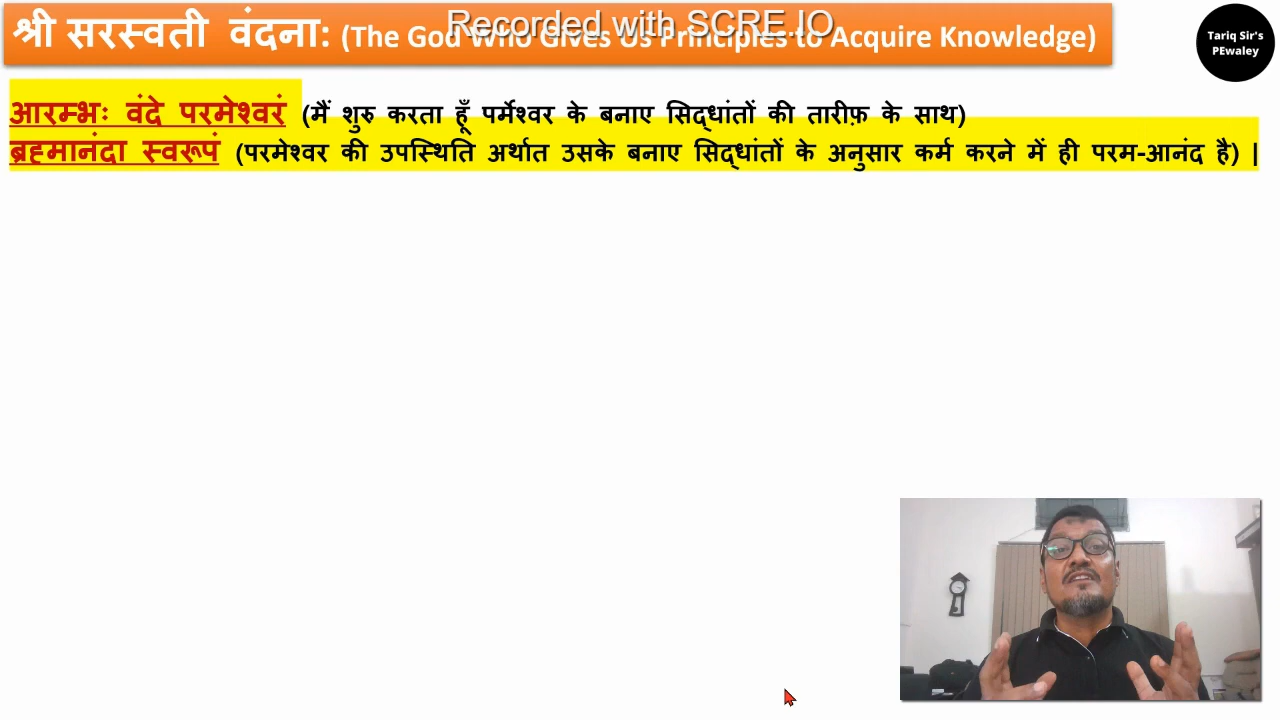 श्री सरस्वती वंदना: (The God Who Gives Us Principles to Acquire Knowledge)
Recorded with SCRE.IO
Tariq Sir's
PEwaley
आरम्भः वंदे परमेश्वरं (मैं शुरु करता हूँ पर्मेश्वर के बनाए सिद्धांतों की तारीफ़ के साथ)
ब्रह्मानंदा स्वरूपं (परमेश्वर की उपस्थिति अर्थात उसके बनाए सिद्धांतों के अनुसार कर्म करने में ही परम-आनंद है) |